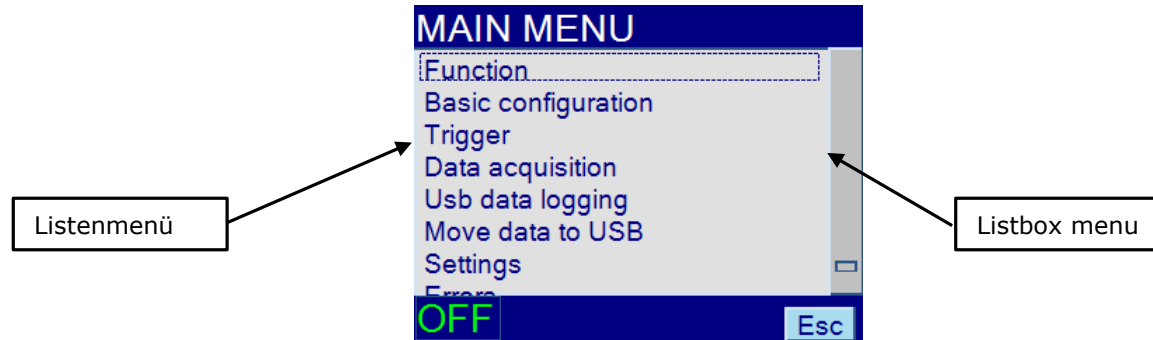 MAIN MENU
Function
Basic configuration
Trigger
Data acquisition
Usb data logging
Move data to USB
Settings
Errors
OFF
Esc
Listenmenü
Listbox menu